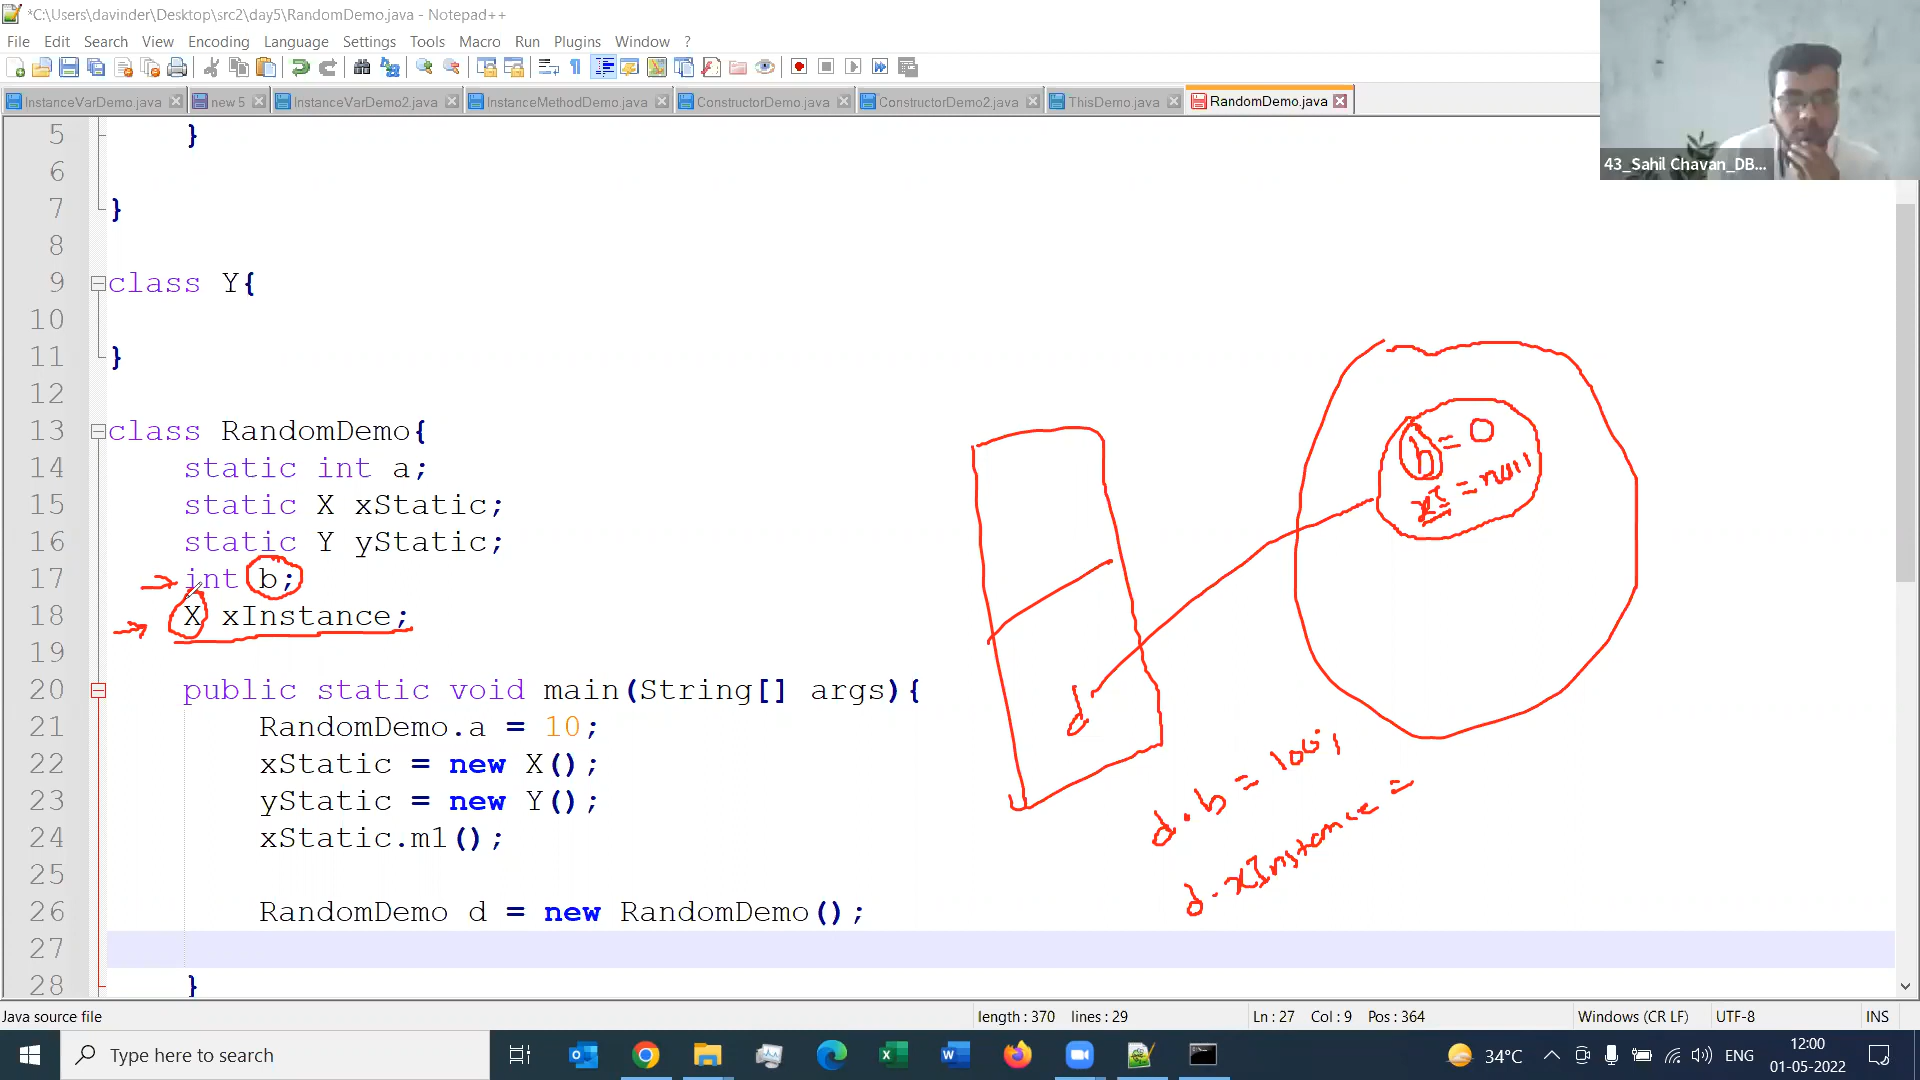 *C:\Users\davinder\Desktop\src2\day5\RandomDemo.java - Notepad++
File Edit Search View Encoding Language Settings Tools Macro Run Plugins Window ?
InstanceVarDemo.java new 5 InstanceVarDemo2.java InstanceMethodDemo.java ConstructorDemo.java ConstructorDemo2.java ThisDemo.java RandomDemo.java
43_Sahil Chavan_DB...
5 }
6
7 }
8
9 class Y{
10
11 }
12
13 class RandomDemo{
14 static int a;
15 static X xStatic;
16 static Y yStatic;
17 int b;
18 X xInstance;
19
20 public static void main(String[] args){
21 RandomDemo.a = 10;
22 xStatic = new X();
23 yStatic = new Y();
24 xStatic.m1();
25
26 RandomDemo d = new RandomDemo();
27
28 }
b = 0
xI = null
d
d.b = 100;
d.xInstance =
Java source file length : 370 lines : 29 Ln : 27 Col : 9 Pos : 364 Windows (CR LF) UTF-8 INS
Type here to search 34°C ENG 12:00
01-05-2022